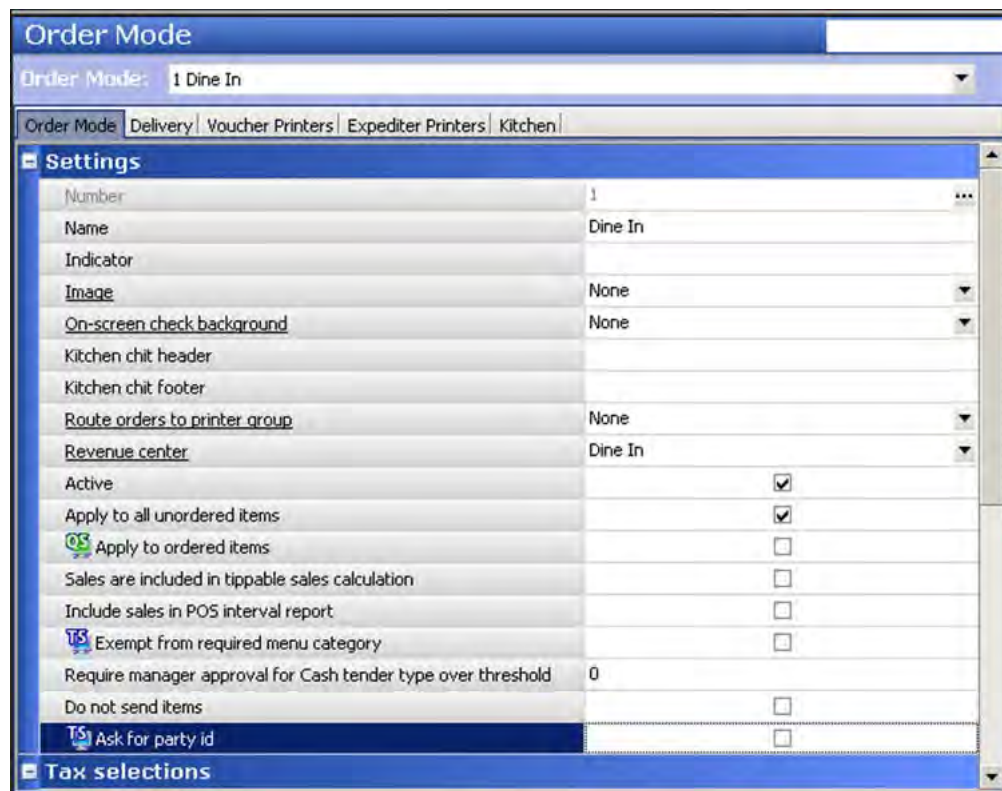 Order Mode
Order Mode: 1 Dine In
Order Mode Delivery Voucher Printers Expediter Printers Kitchen
Settings
Number 1 ...
Name Dine In
Indicator
Image None
On-screen check background None
Kitchen chit header
Kitchen chit footer
Route orders to printer group None
Revenue center Dine In
Active
Apply to all unordered items
QS Apply to ordered items
Sales are included in tippable sales calculation
Include sales in POS interval report
TS Exempt from required menu category
Require manager approval for Cash tender type over threshold 0
Do not send items
TS Ask for party id
Tax selections